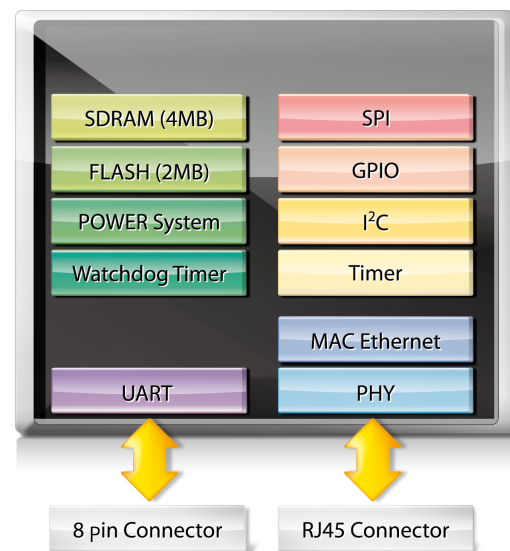 SDRAM (4MB)
FLASH (2MB)
POWER System
Watchdog Timer
UART
SPI
GPIO
I²C
Timer
MAC Ethernet
PHY
8 pin Connector
RJ45 Connector